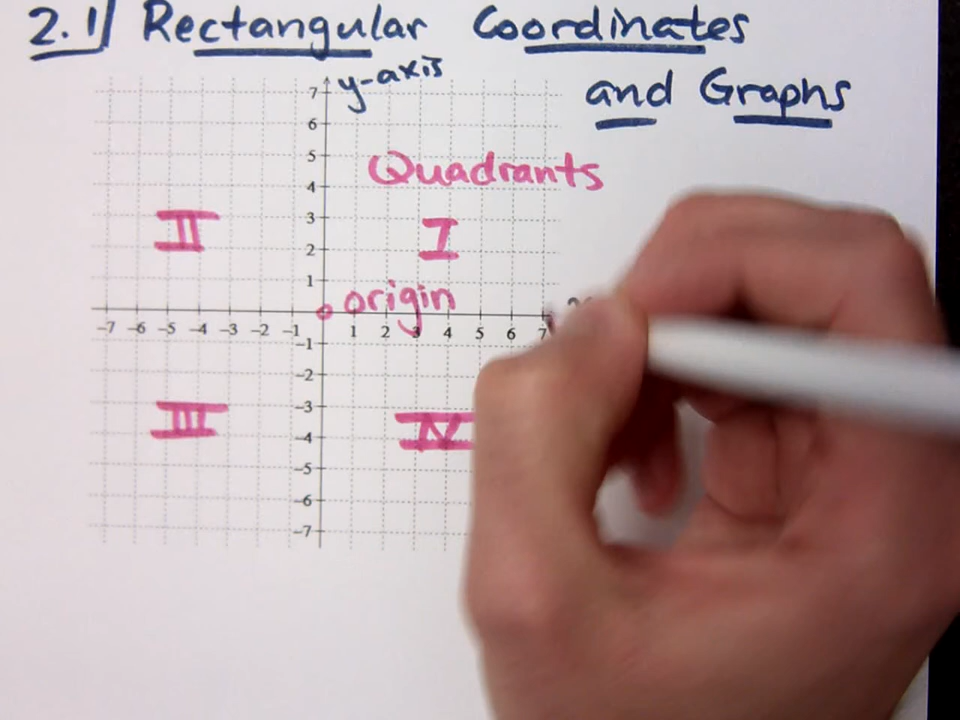 2.1 Rectangular Coordinates
and Graphs
y-axis
7
6
5
4
3
2
1
Quadrants
II
I
origin
-7 -6 -5 -4 -3 -2 -1 1 2 3 4 5 6 7
-1
-2
-3
-4
-5
-6
-7
III
IV